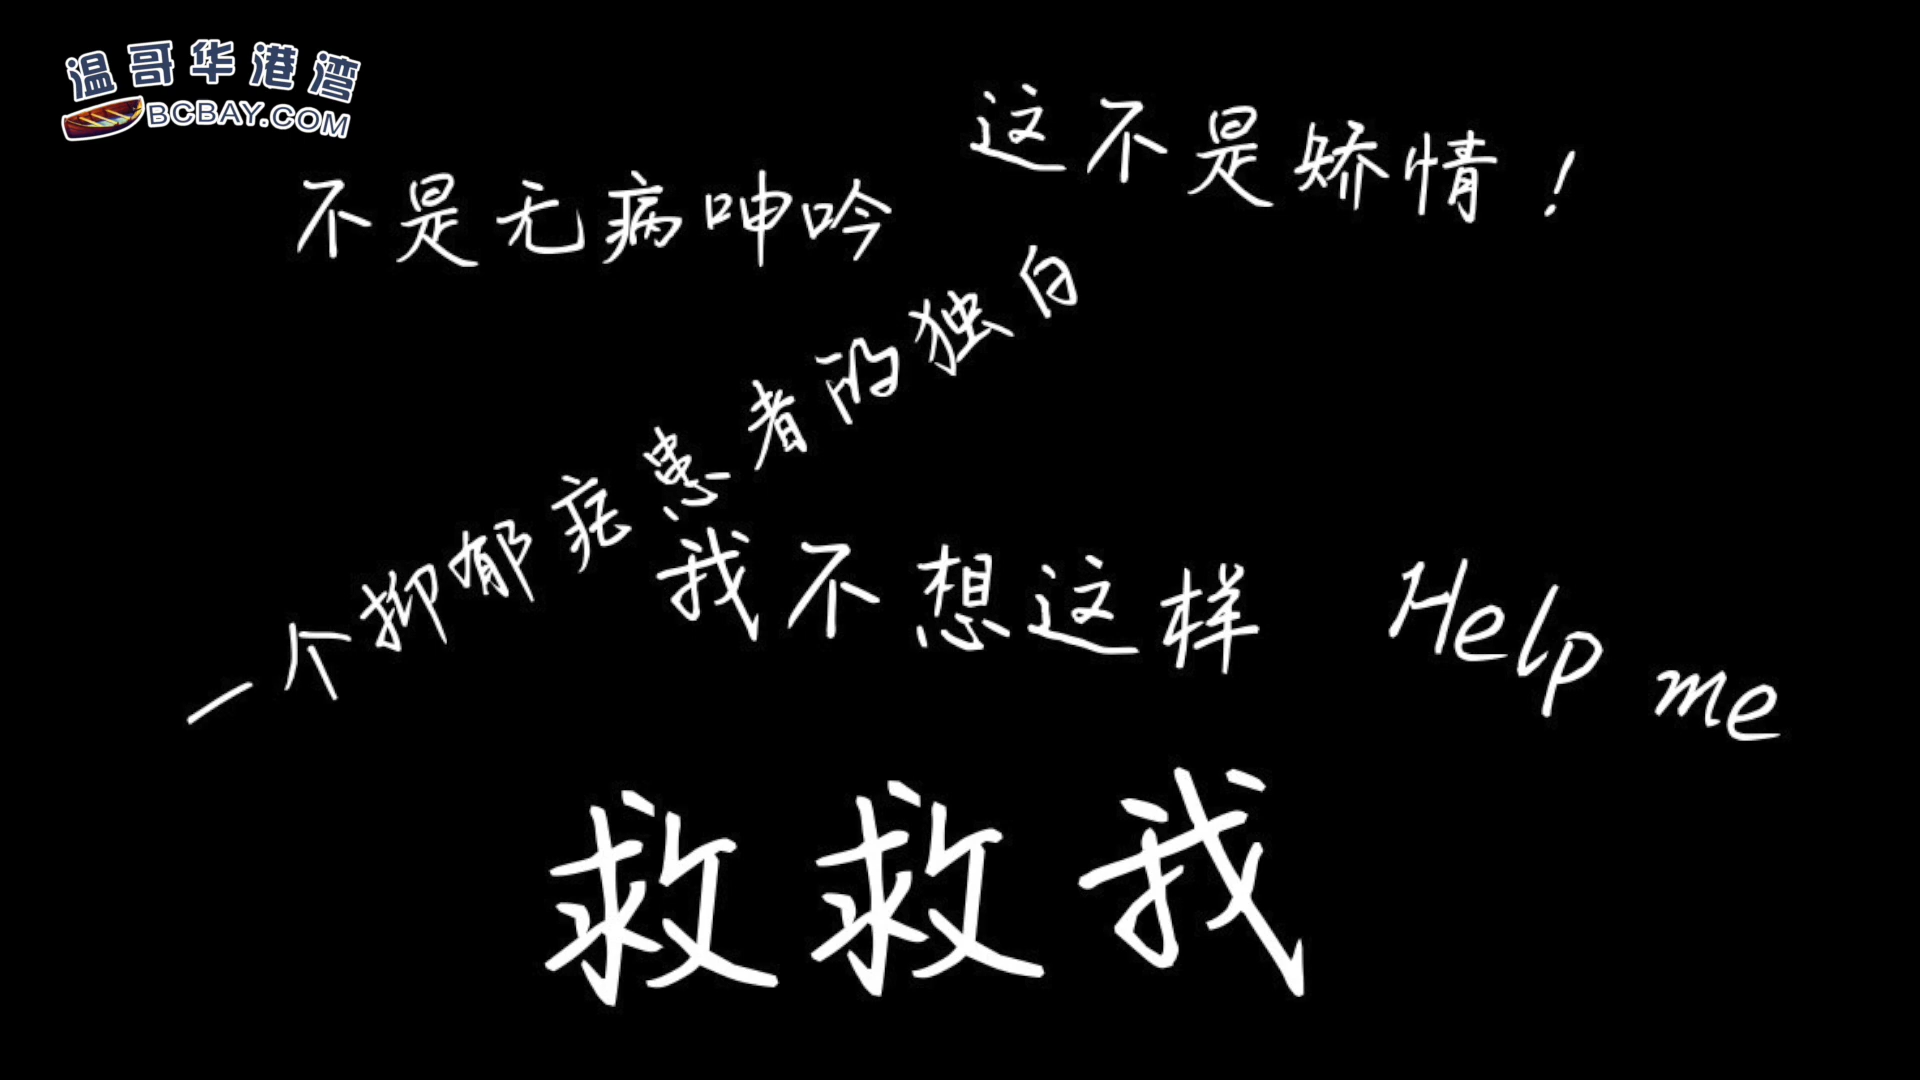 温哥华港湾
BCBAY.COM
这不是矫情！
不是无病呻吟
一个抑郁症患者的独白
我不想这样
Help me
救救我